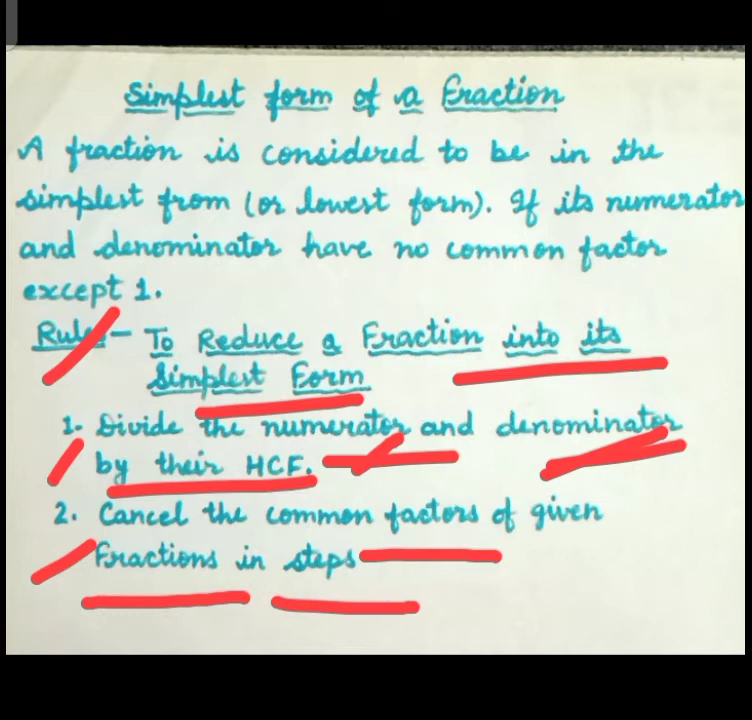 Simplest form of a Fraction
A fraction is considered to be in the
simplest from (or lowest form). If its numerator
and denominator have no common factor
except 1.
Rule:- To Reduce a Fraction into its
Simplest Form
1. Divide the numerator and denominator
by their HCF.
2. Cancel the common factors of given
Fractions in steps